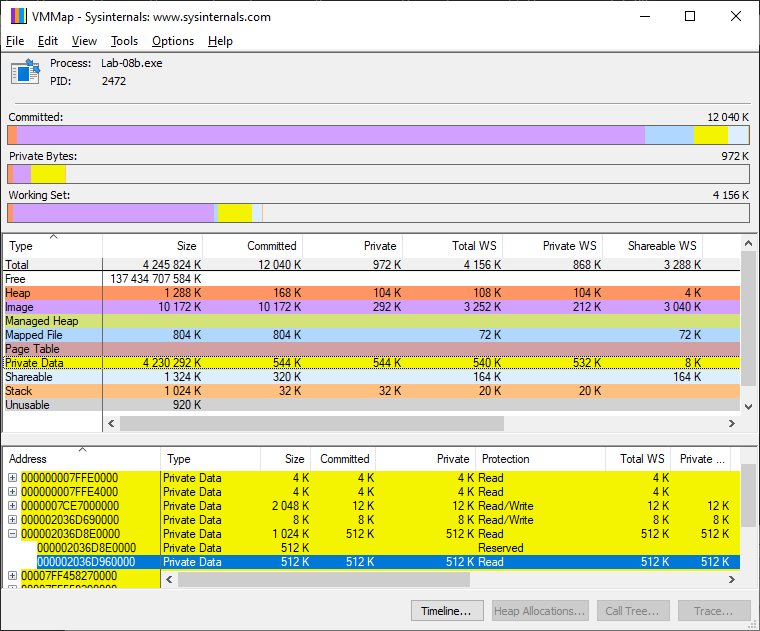 VMMap - Sysinternals: www.sysinternals.com
File Edit View Tools Options Help
Process: Lab-08b.exe
PID: 2472
Committed: 12 040 K
Private Bytes: 972 K
Working Set: 4 156 K
Type Size Committed Private Total WS Private WS Shareable WS
Total 4 245 824 K 12 040 K 972 K 4 156 K 868 K 3 288 K
Free 137 434 707 584 K
Heap 1 288 K 168 K 104 K 108 K 104 K 4 K
Image 10 172 K 10 172 K 292 K 3 252 K 212 K 3 040 K
Managed Heap
Mapped File 804 K 804 K 72 K 72 K
Page Table
Private Data 4 230 292 K 544 K 544 K 540 K 532 K 8 K
Shareable 1 324 K 320 K 164 K 164 K
Stack 1 024 K 32 K 32 K 20 K 20 K
Unusable 920 K
Address Type Size Committed Private Protection Total WS Private ...
000000007FFE0000 Private Data 4 K 4 K 4 K Read 4 K
000000007FFE4000 Private Data 4 K 4 K 4 K Read 4 K
0000007CE7000000 Private Data 2 048 K 12 K 12 K Read/Write 12 K 12 K
000002036D690000 Private Data 8 K 8 K 8 K Read/Write 8 K 8 K
000002036D8E0000 Private Data 1 024 K 512 K 512 K Read 512 K 512 K
000002036D8E0000 Private Data 512 K Reserved
000002036D960000 Private Data 512 K 512 K 512 K Read 512 K 512 K
00007FF458270000
Timeline... Heap Allocations... Call Tree... Trace...